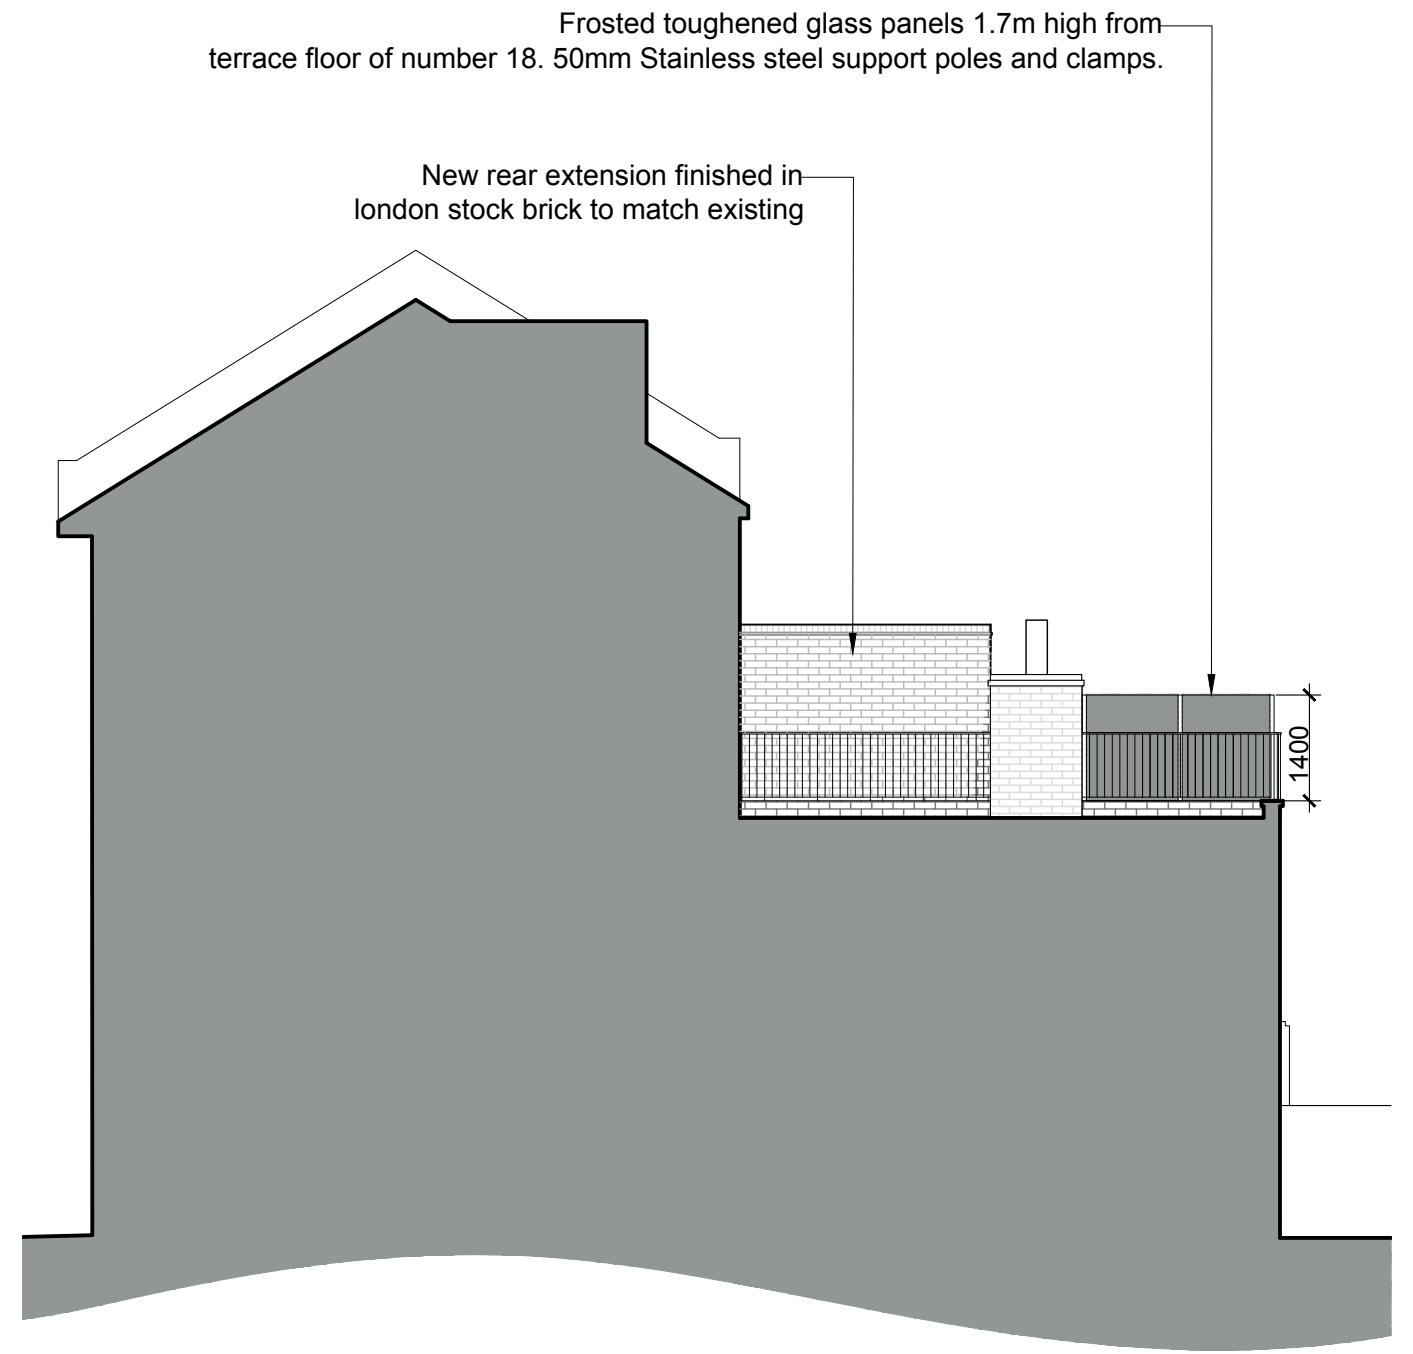 Frosted toughened glass panels 1.7m high from
terrace floor of number 18. 50mm Stainless steel support poles and clamps.
New rear extension finished in
london stock brick to match existing
1400